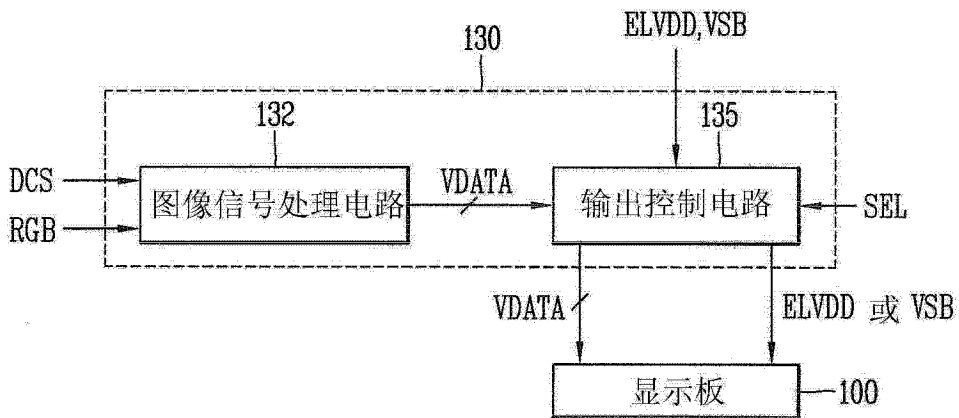 ELVDD,VSB
130
132
135
DCS
图像信号处理电路
VDATA
输出控制电路
SEL
RGB
VDATA
ELVDD 或 VSB
显示板
100